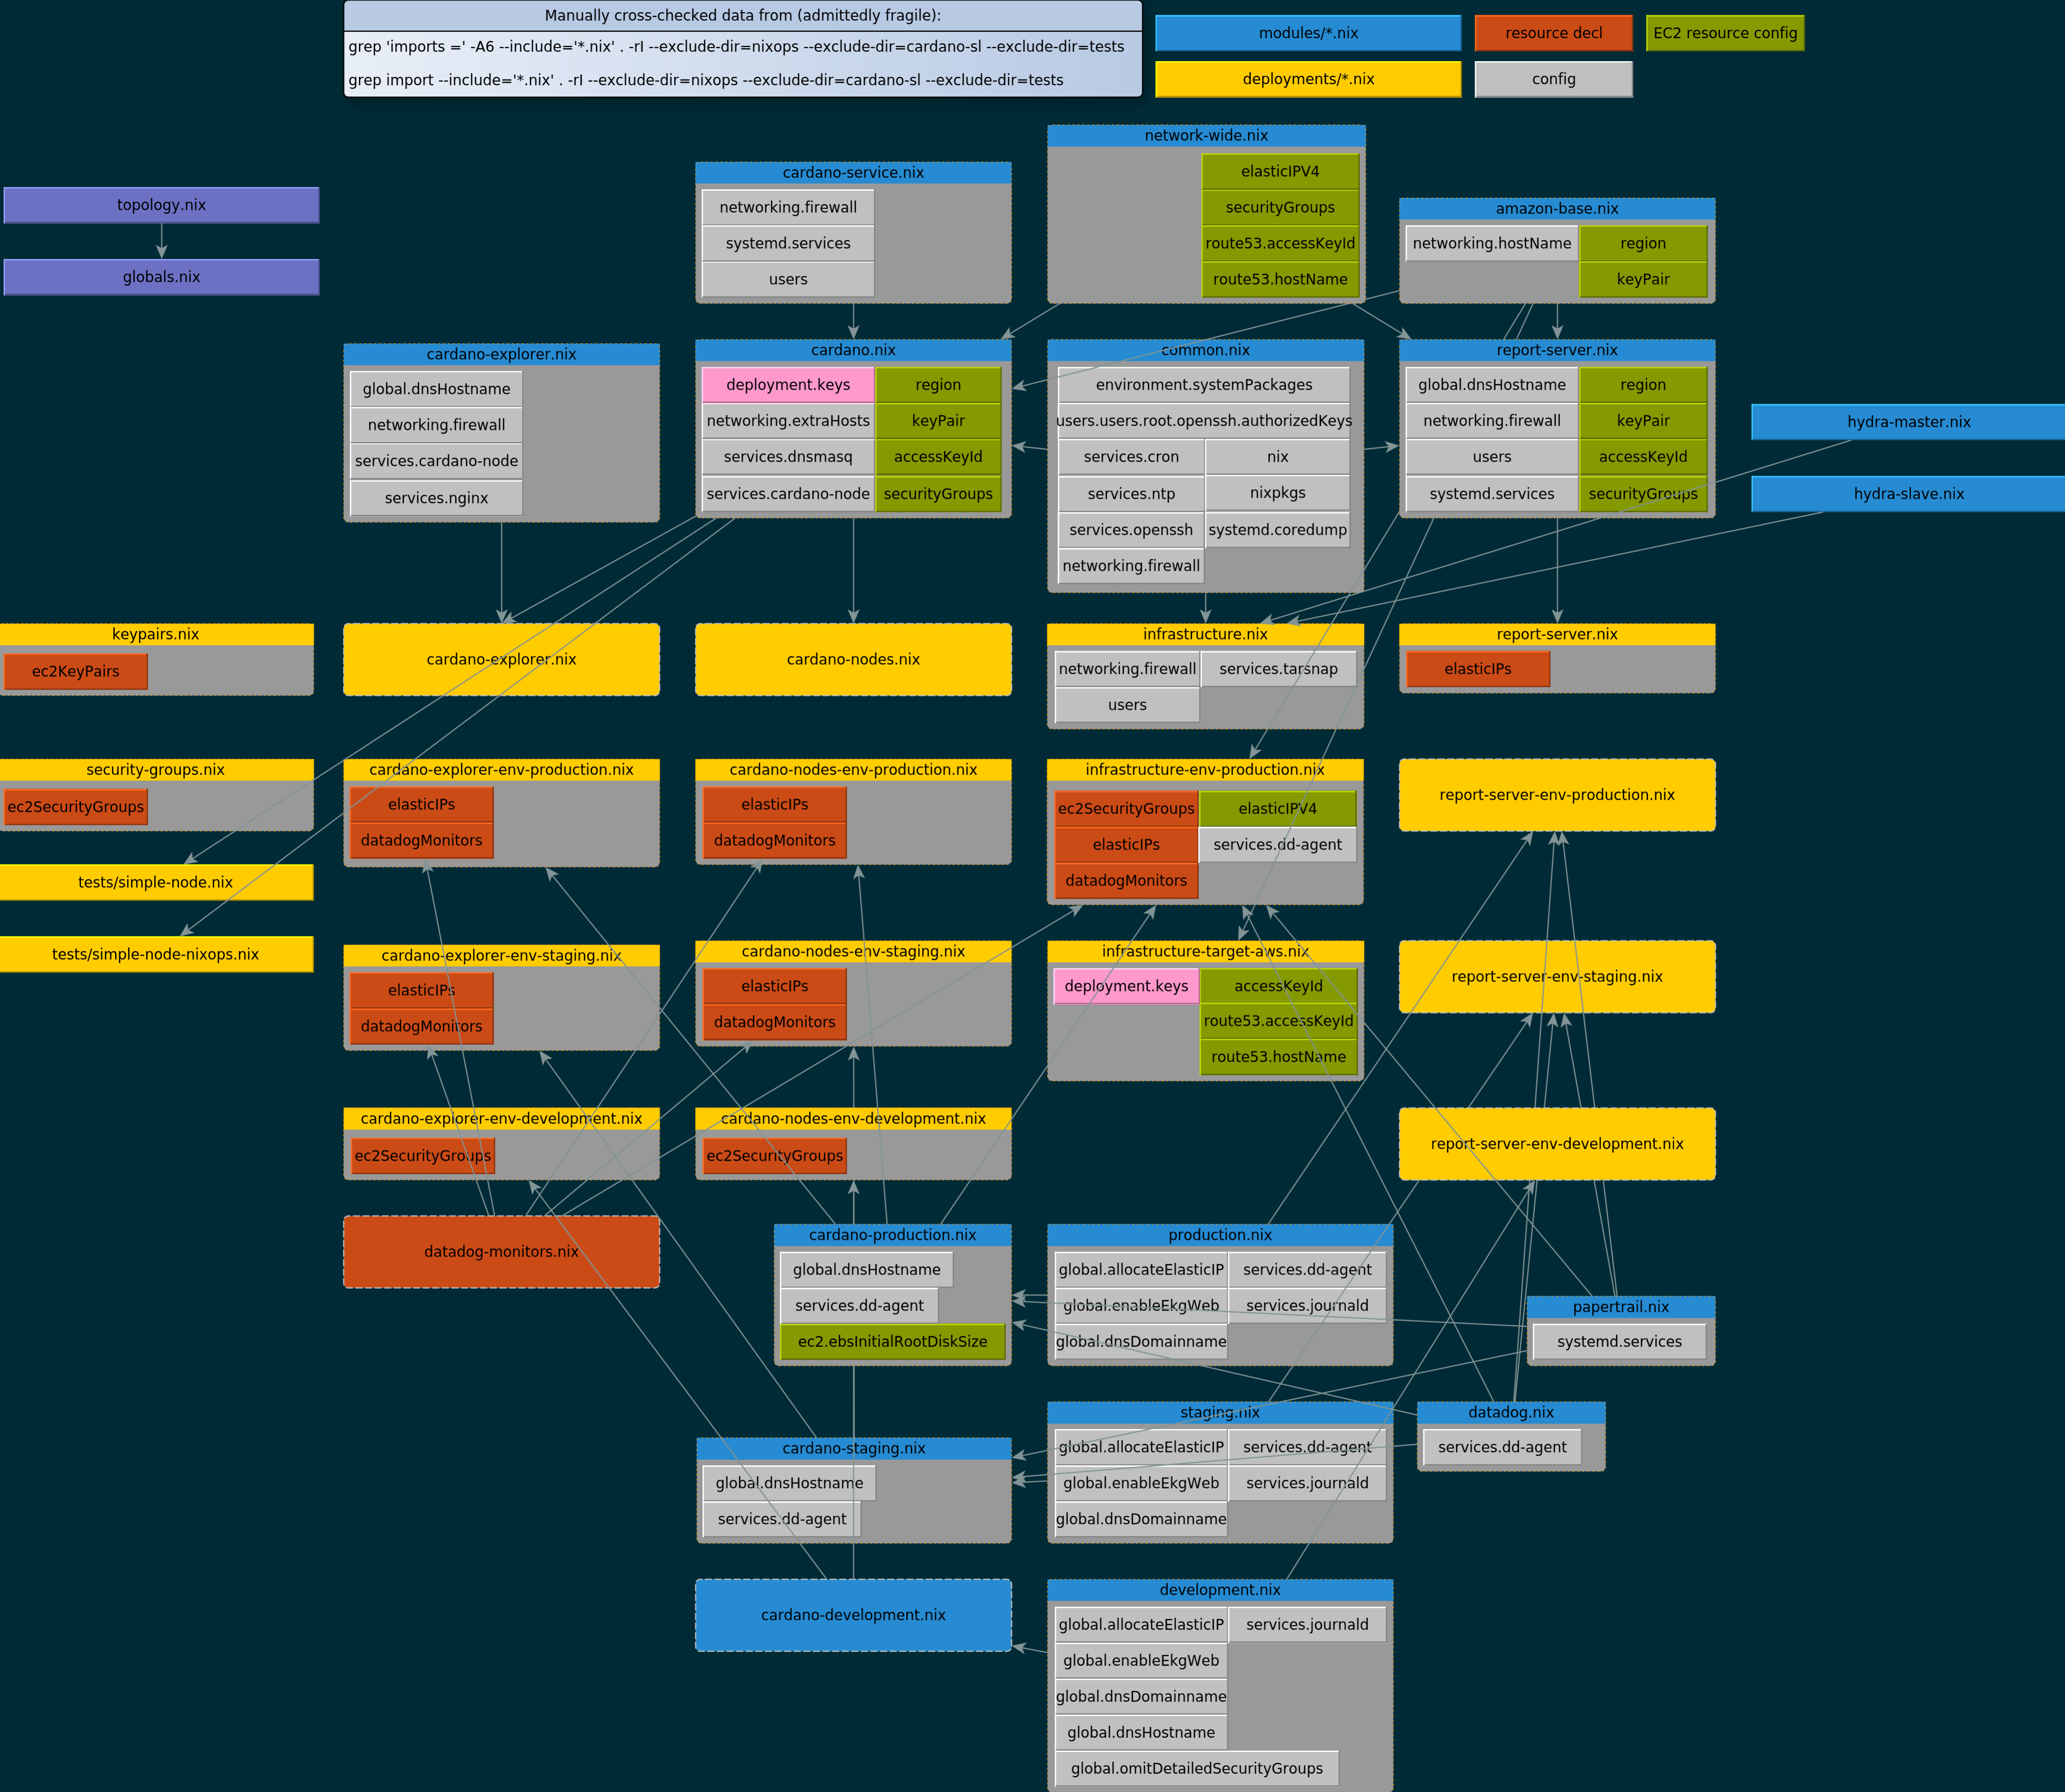 Manually cross-checked data from (admittedly fragile):
grep 'imports =' -A6 --include='*.nix' . -rI --exclude-dir=nixops --exclude-dir=cardano-sl --exclude-dir=tests
grep import --include='*.nix' . -rI --exclude-dir=nixops --exclude-dir=cardano-sl --exclude-dir=tests
modules/*.nix
resource decl
EC2 resource config
deployments/*.nix
config
topology.nix
globals.nix
cardano-service.nix
networking.firewall
systemd.services
users
network-wide.nix
elasticIPV4
securityGroups
route53.accessKeyId
route53.hostName
amazon-base.nix
networking.hostName
region
keyPair
cardano-explorer.nix
global.dnsHostname
networking.firewall
services.cardano-node
services.nginx
cardano.nix
deployment.keys
region
networking.extraHosts
keyPair
services.dnsmasq
accessKeyId
services.cardano-node
securityGroups
common.nix
environment.systemPackages
users.users.root.openssh.authorizedKeys
services.cron
nix
services.ntp
nixpkgs
services.openssh
systemd.coredump
networking.firewall
report-server.nix
global.dnsHostname
region
networking.firewall
keyPair
users
accessKeyId
systemd.services
securityGroups
hydra-master.nix
hydra-slave.nix
keypairs.nix
ec2KeyPairs
cardano-explorer.nix
cardano-nodes.nix
infrastructure.nix
networking.firewall
services.tarsnap
users
report-server.nix
elasticIPs
security-groups.nix
ec2SecurityGroups
cardano-explorer-env-production.nix
elasticIPs
datadogMonitors
cardano-nodes-env-production.nix
elasticIPs
datadogMonitors
infrastructure-env-production.nix
ec2SecurityGroups
elasticIPV4
elasticIPs
services.dd-agent
datadogMonitors
report-server-env-production.nix
tests/simple-node.nix
tests/simple-node-nixops.nix
cardano-explorer-env-staging.nix
elasticIPs
datadogMonitors
cardano-nodes-env-staging.nix
elasticIPs
datadogMonitors
infrastructure-target-aws.nix
deployment.keys
accessKeyId
route53.accessKeyId
route53.hostName
report-server-env-staging.nix
cardano-explorer-env-development.nix
ec2SecurityGroups
cardano-nodes-env-development.nix
ec2SecurityGroups
report-server-env-development.nix
datadog-monitors.nix
cardano-production.nix
global.dnsHostname
services.dd-agent
ec2.ebsInitialRootDiskSize
production.nix
global.allocateElasticIP
services.dd-agent
global.enableEkgWeb
services.journald
global.dnsDomainname
papertrail.nix
systemd.services
cardano-staging.nix
global.dnsHostname
services.dd-agent
staging.nix
global.allocateElasticIP
services.dd-agent
global.enableEkgWeb
services.journald
global.dnsDomainname
datadog.nix
services.dd-agent
cardano-development.nix
development.nix
global.allocateElasticIP
services.journald
global.enableEkgWeb
global.dnsDomainname
global.dnsHostname
global.omitDetailedSecurityGroups